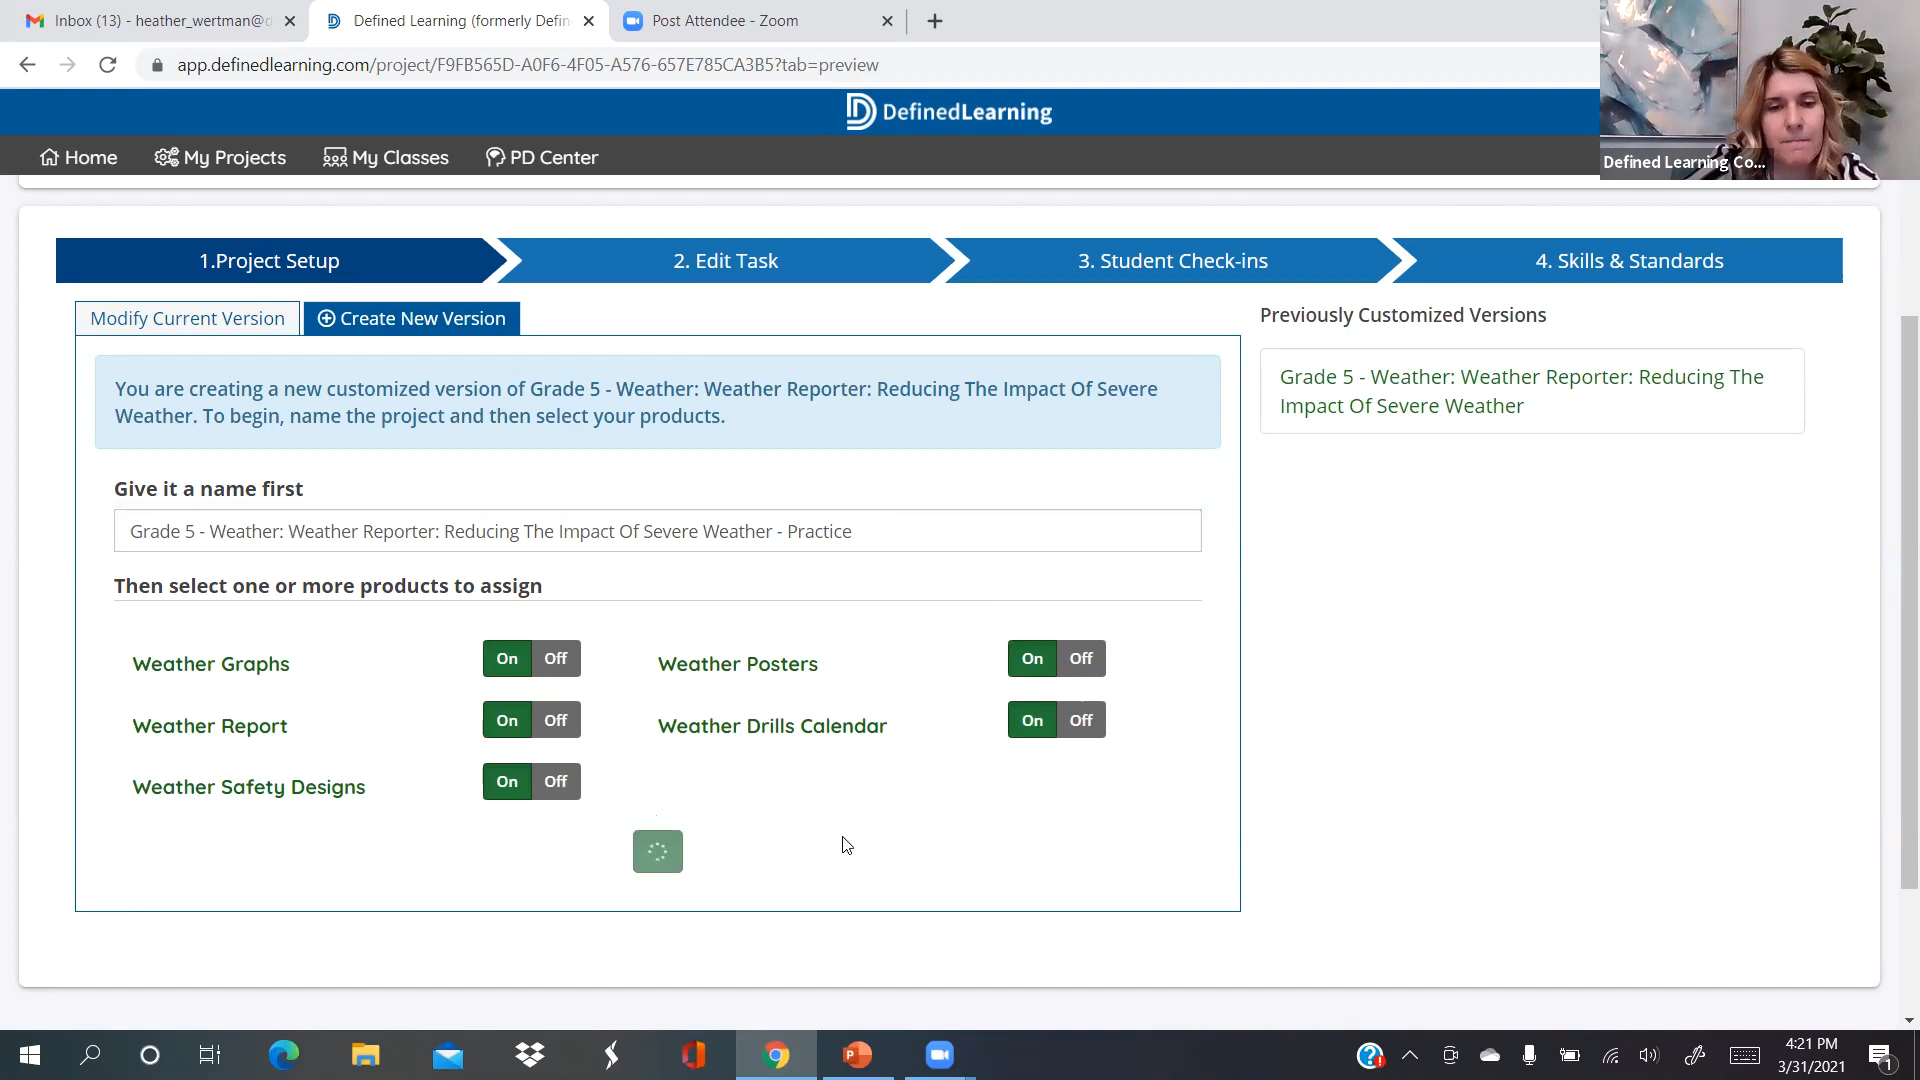 Inbox (13) - heather_wertman@
Defined Learning (formerly Defin
Post Attendee - Zoom
app.definedlearning.com/project/F9FB565D-A0F6-4F05-A576-657E785CA3B5?tab=preview
DefinedLearning
Home
My Projects
My Classes
PD Center
Defined Learning Co...
1.Project Setup
2. Edit Task
3. Student Check-ins
4. Skills & Standards
Modify Current Version
Create New Version
Previously Customized Versions
You are creating a new customized version of Grade 5 - Weather: Weather Reporter: Reducing The Impact Of Severe
Weather. To begin, name the project and then select your products.
Grade 5 - Weather: Weather Reporter: Reducing The
Impact Of Severe Weather
Give it a name first
Grade 5 - Weather: Weather Reporter: Reducing The Impact Of Severe Weather - Practice
Then select one or more products to assign
Weather Graphs On Off
Weather Posters On Off
Weather Report On Off
Weather Drills Calendar On Off
Weather Safety Designs On Off
4:21 PM
3/31/2021
1